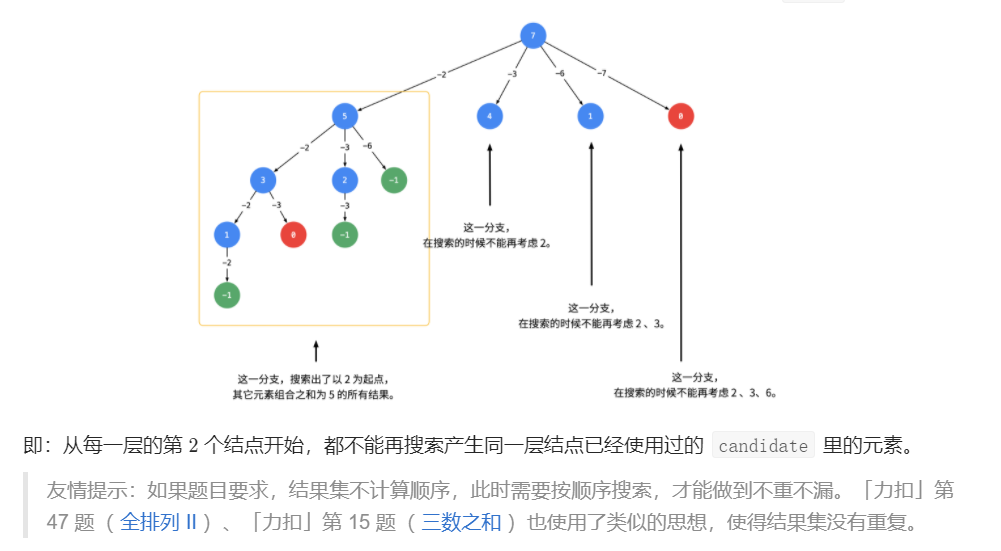 7
-2
-3
-6
-7
5
4
1
0
-2
-3
-6
3
2
-1
-2
-3
-3
1
0
-1
-2
-1
这一分支，
在搜索的时候不能再考虑 2。
这一分支，
在搜索的时候不能再考虑 2 、3。
这一分支，搜索出了以 2 为起点，
其它元素组合之和为 5 的所有结果。
这一分支，
在搜索的时候不能再考虑 2 、3、6。
即：从每一层的第 2 个结点开始，都不能再搜索产生同一层结点已经使用过的 candidate 里的元素。
友情提示：如果题目要求，结果集不计算顺序，此时需要按顺序搜索，才能做到不重不漏。「力扣」第
47 题（ 全排列 II ）、「力扣」第 15 题（ 三数之和 ）也使用了类似的思想，使得结果集没有重复。